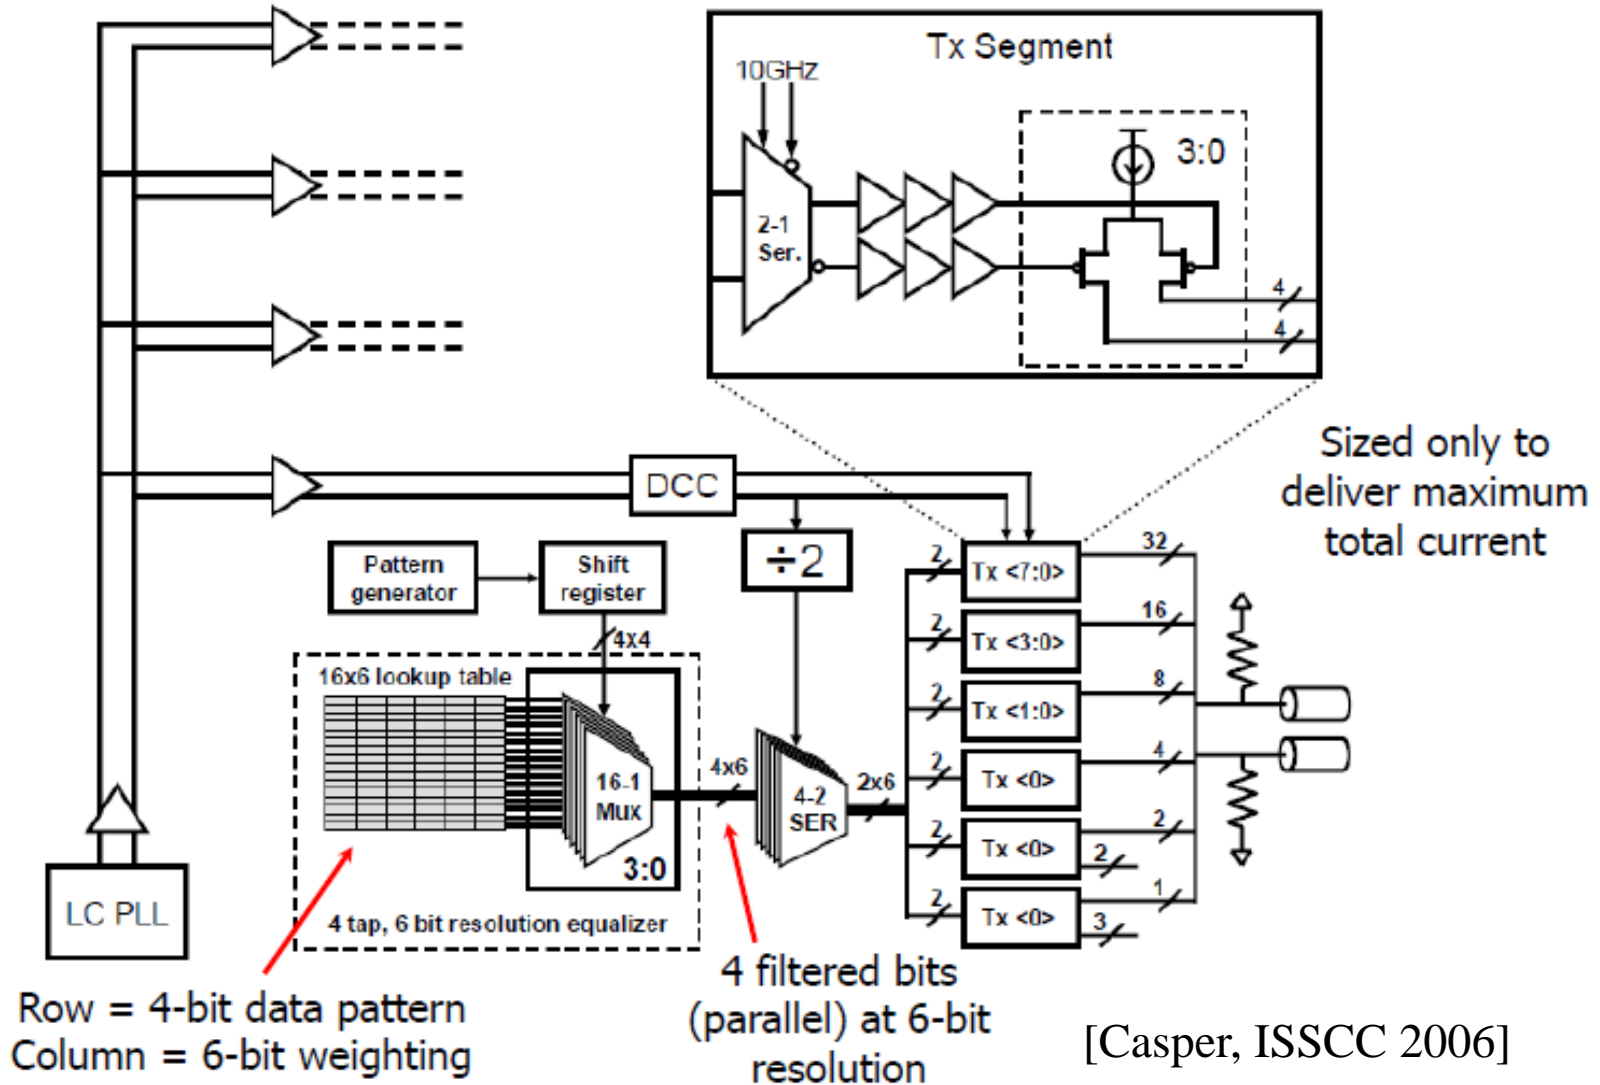 Tx Segment
10GHz
3:0
2-1
Ser.
4
4
Sized only to
deliver maximum
total current
DCC
÷2
Pattern
generator
Shift
register
4x4
16x6 lookup table
16-1
Mux
3:0
4 tap, 6 bit resolution equalizer
4x6
4-2
SER
2x6
2
Tx <7:0>
32
2
Tx <3:0>
16
2
Tx <1:0>
8
2
Tx <0>
4
2
Tx <0>
2
2
2
Tx <0>
1
3
LC PLL
Row = 4-bit data pattern
Column = 6-bit weighting
4 filtered bits
(parallel) at 6-bit
resolution
[Casper, ISSCC 2006]